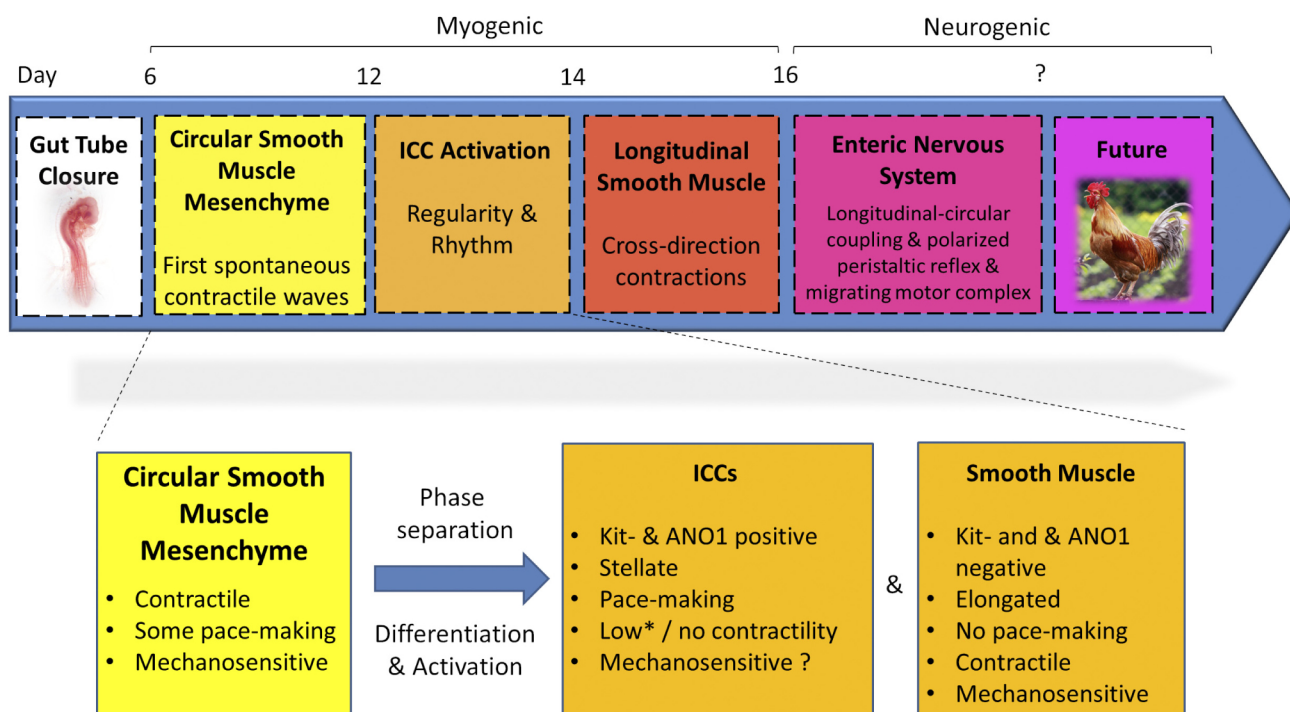 Myogenic
Neurogenic
Day
6
12
14
16
?
Gut Tube
Closure
Circular Smooth
Muscle
Mesenchyme
First spontaneous
contractile waves
ICC Activation
Regularity &
Rhythm
Longitudinal
Smooth Muscle
Cross-direction
contractions
Enteric Nervous
System
Longitudinal-circular
coupling & polarized
peristaltic reflex &
migrating motor complex
Future
Circular Smooth
Muscle
Mesenchyme
• Contractile
• Some pace-making
• Mechanosensitive
Phase
separation
Differentiation
& Activation
ICCs
• Kit- & ANO1 positive
• Stellate
• Pace-making
• Low* / no contractility
• Mechanosensitive ?
&
Smooth Muscle
• Kit- and & ANO1
negative
• Elongated
• No pace-making
• Contractile
• Mechanosensitive